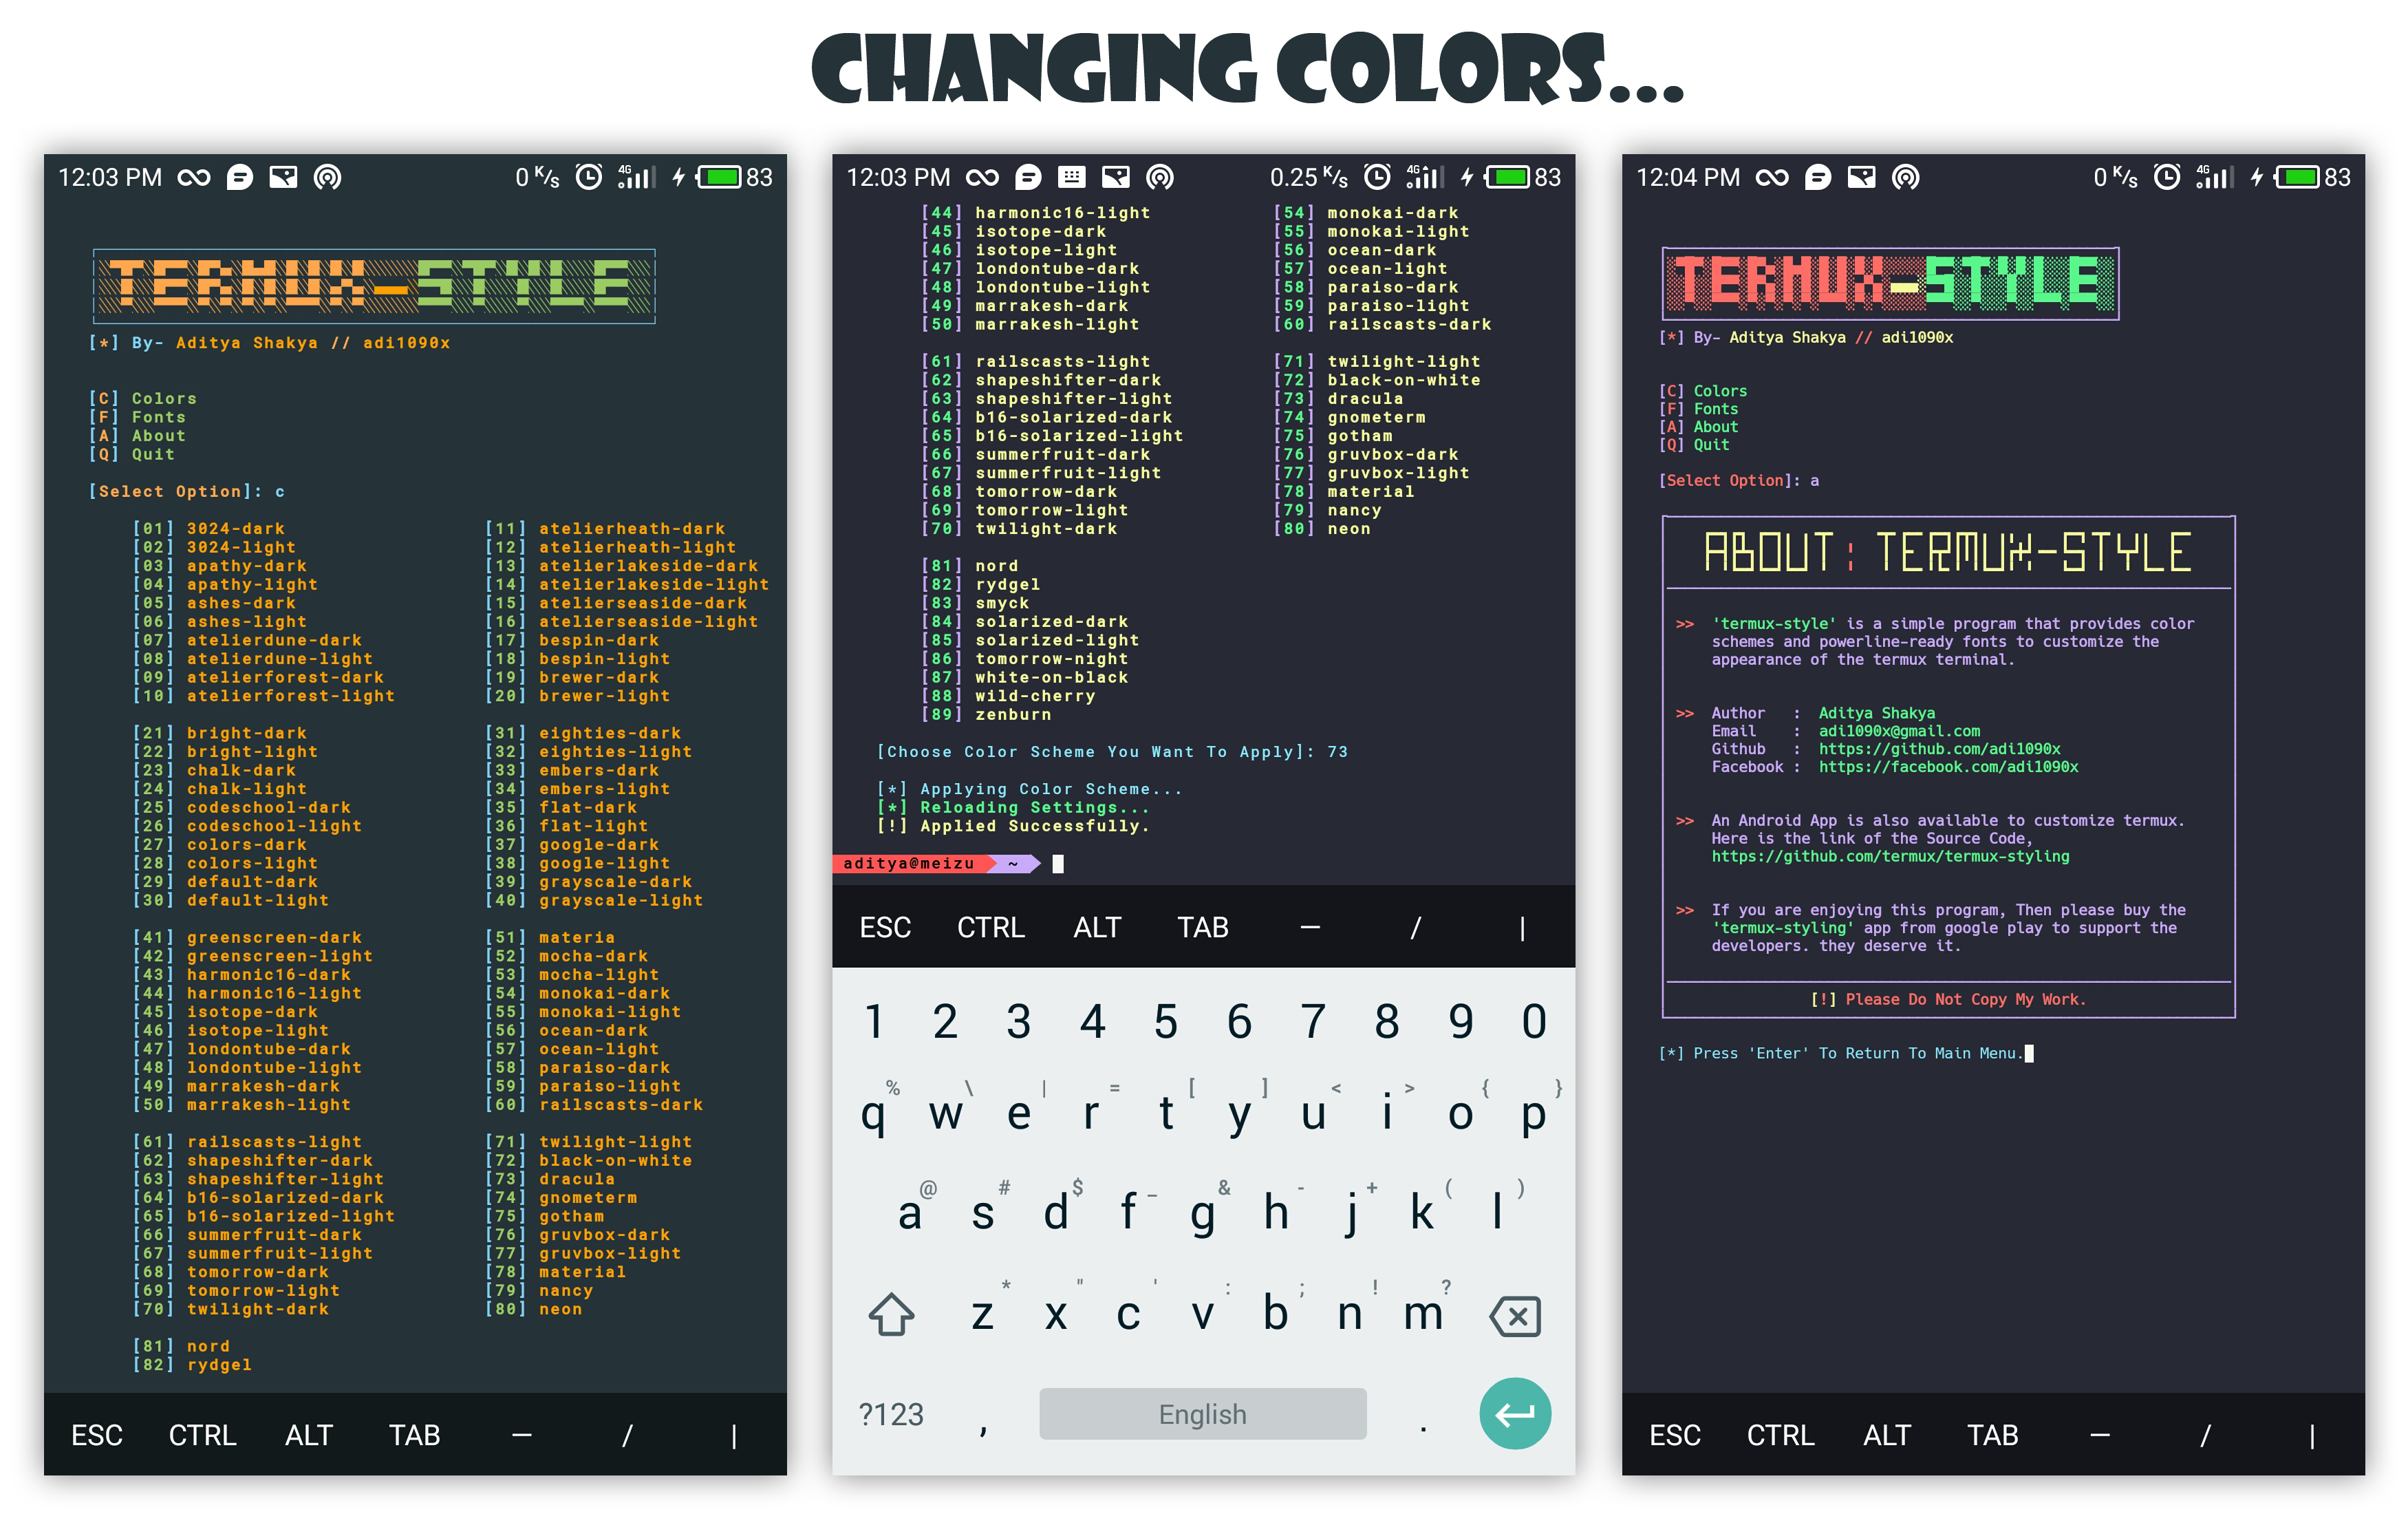 CHANGING COLORS...
12:03 PM 0 K/s 4G 83
TERMUX_STYLE
[*] By- Aditya Shakya // adi1090x
[C] Colors
[F] Fonts
[A] About
[Q] Quit
[Select Option]: c
[01] 3024-dark [11] atelierheath-dark
[02] 3024-light [12] atelierheath-light
[03] apathy-dark [13] atelierlakeside-dark
[04] apathy-light [14] atelierlakeside-light
[05] ashes-dark [15] atelierseaside-dark
[06] ashes-light [16] atelierseaside-light
[07] atelierdune-dark [17] bespin-dark
[08] atelierdune-light [18] bespin-light
[09] atelierforest-dark [19] brewer-dark
[10] atelierforest-light [20] brewer-light
[21] bright-dark [31] eighties-dark
[22] bright-light [32] eighties-light
[23] chalk-dark [33] embers-dark
[24] chalk-light [34] embers-light
[25] codeschool-dark [35] flat-dark
[26] codeschool-light [36] flat-light
[27] colors-dark [37] google-dark
[28] colors-light [38] google-light
[29] default-dark [39] grayscale-dark
[30] default-light [40] grayscale-light
[41] greenscreen-dark [51] materia
[42] greenscreen-light [52] mocha-dark
[43] harmonic16-dark [53] mocha-light
[44] harmonic16-light [54] monokai-dark
[45] isotope-dark [55] monokai-light
[46] isotope-light [56] ocean-dark
[47] londontube-dark [57] ocean-light
[48] londontube-light [58] paraiso-dark
[49] marrakesh-dark [59] paraiso-light
[50] marrakesh-light [60] railscasts-dark
[61] railscasts-light [71] twilight-light
[62] shapeshifter-dark [72] black-on-white
[63] shapeshifter-light [73] dracula
[64] b16-solarized-dark [74] gnometerm
[65] b16-solarized-light [75] gotham
[66] summerfruit-dark [76] gruvbox-dark
[67] summerfruit-light [77] gruvbox-light
[68] tomorrow-dark [78] material
[69] tomorrow-light [79] nancy
[70] twilight-dark [80] neon
[81] nord
[82] rydgel
ESC CTRL ALT TAB — / |
12:03 PM 0.25 K/s 4G 83
[44] harmonic16-light [54] monokai-dark
[45] isotope-dark [55] monokai-light
[46] isotope-light [56] ocean-dark
[47] londontube-dark [57] ocean-light
[48] londontube-light [58] paraiso-dark
[49] marrakesh-dark [59] paraiso-light
[50] marrakesh-light [60] railscasts-dark
[61] railscasts-light [71] twilight-light
[62] shapeshifter-dark [72] black-on-white
[63] shapeshifter-light [73] dracula
[64] b16-solarized-dark [74] gnometerm
[65] b16-solarized-light [75] gotham
[66] summerfruit-dark [76] gruvbox-dark
[67] summerfruit-light [77] gruvbox-light
[68] tomorrow-dark [78] material
[69] tomorrow-light [79] nancy
[70] twilight-dark [80] neon
[81] nord
[82] rydgel
[83] smyck
[84] solarized-dark
[85] solarized-light
[86] tomorrow-night
[87] white-on-black
[88] wild-cherry
[89] zenburn
[Choose Color Scheme You Want To Apply]: 73
[*] Applying Color Scheme...
[*] Reloading Settings...
[!] Applied Successfully.
aditya@meizu ~
ESC CTRL ALT TAB — / |
1 2 3 4 5 6 7 8 9 0
% \ | = [ ] < > { }
q w e r t y u i o p
@ # $ _ & - + ( )
a s d f g h j k l
* " ' : ; ! ?
z x c v b n m
?123 , English .
12:04 PM 0 K/s 4G 83
TERMUX_STYLE
[*] By- Aditya Shakya // adi1090x
[C] Colors
[F] Fonts
[A] About
[Q] Quit
[Select Option]: a
ABOUT: TERMUX-STYLE
>> 'termux-style' is a simple program that provides color
schemes and powerline-ready fonts to customize the
appearance of the termux terminal.
>> Author : Aditya Shakya
Email : adi1090x@gmail.com
Github : https://github.com/adi1090x
Facebook : https://facebook.com/adi1090x
>> An Android App is also available to customize termux.
Here is the link of the Source Code,
https://github.com/termux/termux-styling
>> If you are enjoying this program, Then please buy the
'termux-styling' app from google play to support the
developers. they deserve it.
[!] Please Do Not Copy My Work.
[*] Press 'Enter' To Return To Main Menu.
ESC CTRL ALT TAB — / |